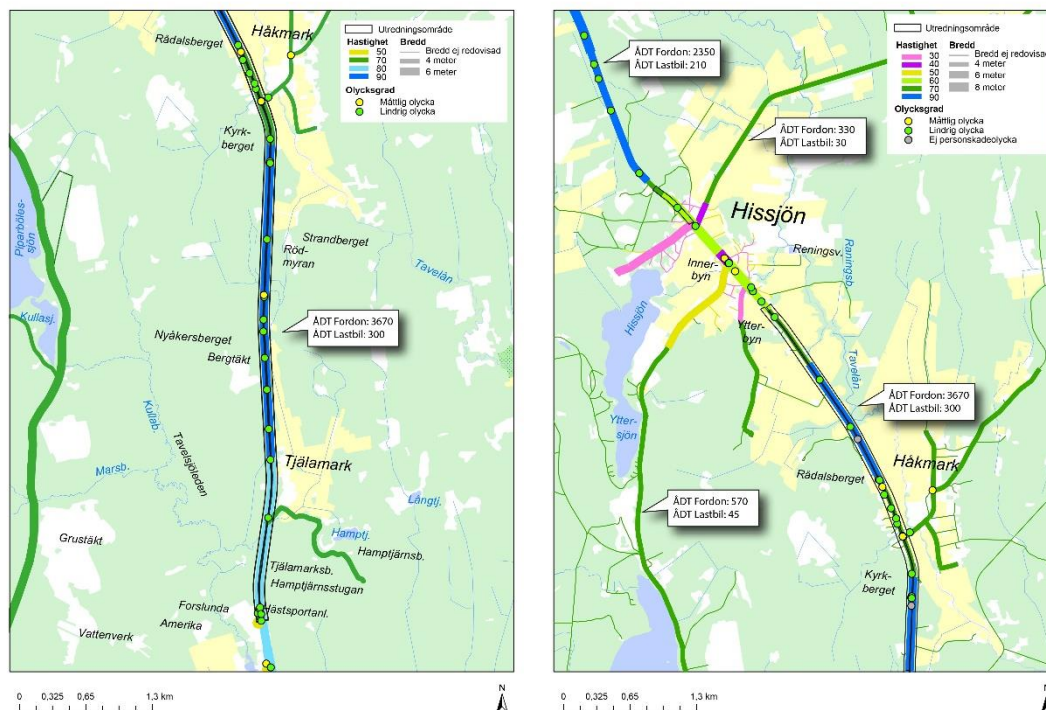 Utredningsområde
Hastighet
50
70
80
90
Bredd
Bredd ej redovisad
4 meter
6 meter
Olycksgrad
Måttlig olycka
Lindrig olycka
Rådalsberget
Håkmark
Kyrk-
berget
Piparböles-
sjön
Strandberget
Röd-
myran
Tavelån
Kullasj.
Nyåkersberget
ÅDT Fordon: 3670
ÅDT Lastbil: 300
Bergtäkt
Kullab.
Tavelsjöleden
Tjälamark
Marsb.
Långtj.
Grustäkt
Hamptj.
Hamptjärnsb.
Tjälamarksb.
Hamptjärnsstugan
Forslunda
Hästsportanl.
Amerika
Vattenverk
0 0,325 0,65 1,3 km
N
Utredningsområde
Hastighet
30
40
50
60
70
90
Bredd
Bredd ej redovisad
4 meter
6 meter
8 meter
Olycksgrad
Måttlig olycka
Lindrig olycka
Ej personskadeolycka
ÅDT Fordon: 2350
ÅDT Lastbil: 210
ÅDT Fordon: 330
ÅDT Lastbil: 30
Hissjön
Reningsv.
Raningsb
Inner-
byn
Hissjön
Ytter-
byn
Tavelån
ÅDT Fordon: 3670
ÅDT Lastbil: 300
Ytter-
sjön
Rådalsberget
Håkmark
ÅDT Fordon: 570
ÅDT Lastbil: 45
Kyrk-
berget
0 0,325 0,65 1,3 km
N